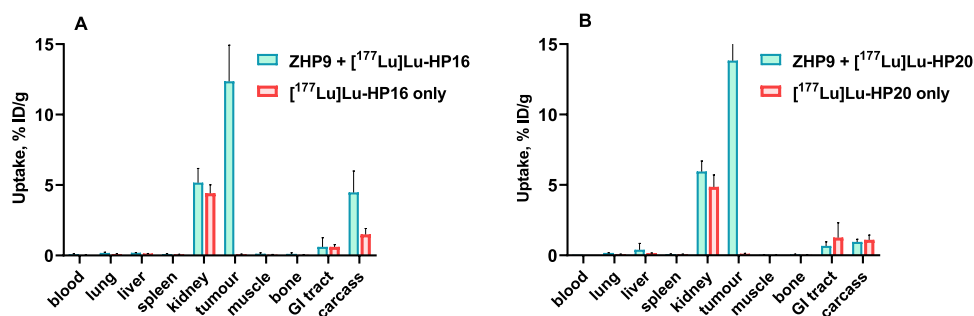 A
Uptake, % ID/g
15
10
5
0
ZHP9 + [¹⁷⁷Lu]Lu-HP16
[¹⁷⁷Lu]Lu-HP16 only
blood
lung
liver
spleen
kidney
tumour
muscle
bone
GI tract
carcass
B
Uptake, % ID/g
15
10
5
0
ZHP9 + [¹⁷⁷Lu]Lu-HP20
[¹⁷⁷Lu]Lu-HP20 only
blood
lung
liver
spleen
kidney
tumour
muscle
bone
GI tract
carcass